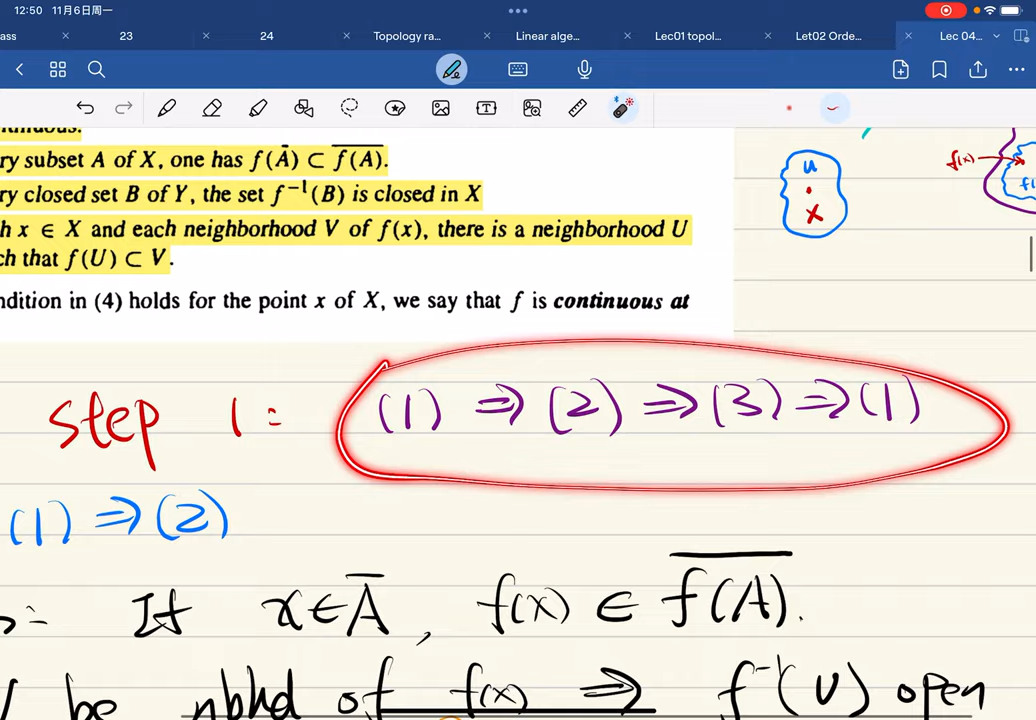 12:50 11月6日周一
ass 23 24 Topology ra... Linear alge... Lec01 topol... Let02 Orde... Lec 04...
ry subset A of X, one has f(Ā) ⊂ \overline{f(A)}.
ry closed set B of Y, the set f⁻¹(B) is closed in X
h x ∈ X and each neighborhood V of f(x), there is a neighborhood U
ch that f(U) ⊂ V.
ndition in (4) holds for the point x of X, we say that f is continuous at
u
x
f(x)
step 1: (1) ⇒ (2) ⇒ (3) ⇒ (1)
(1) ⇒ (2)
If x ∈ Ā, f(x) ∈ \overline{f(A)}.
be nbhd of f(x) ⇒ f⁻¹(V) open